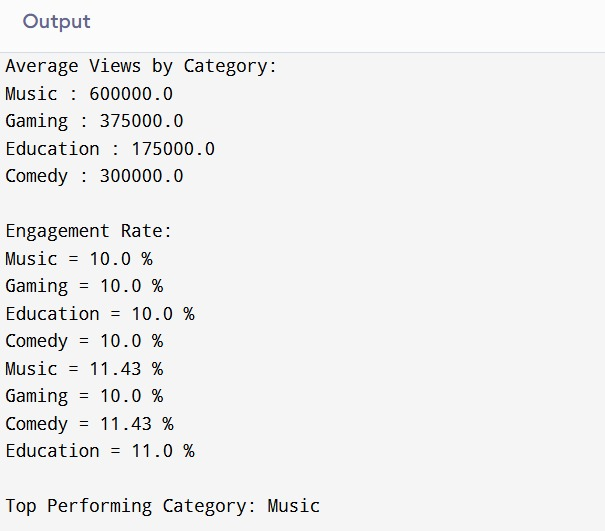 Output
Average Views by Category:
Music : 600000.0
Gaming : 375000.0
Education : 175000.0
Comedy : 300000.0
Engagement Rate:
Music = 10.0 %
Gaming = 10.0 %
Education = 10.0 %
Comedy = 10.0 %
Music = 11.43 %
Gaming = 10.0 %
Comedy = 11.43 %
Education = 11.0 %
Top Performing Category: Music